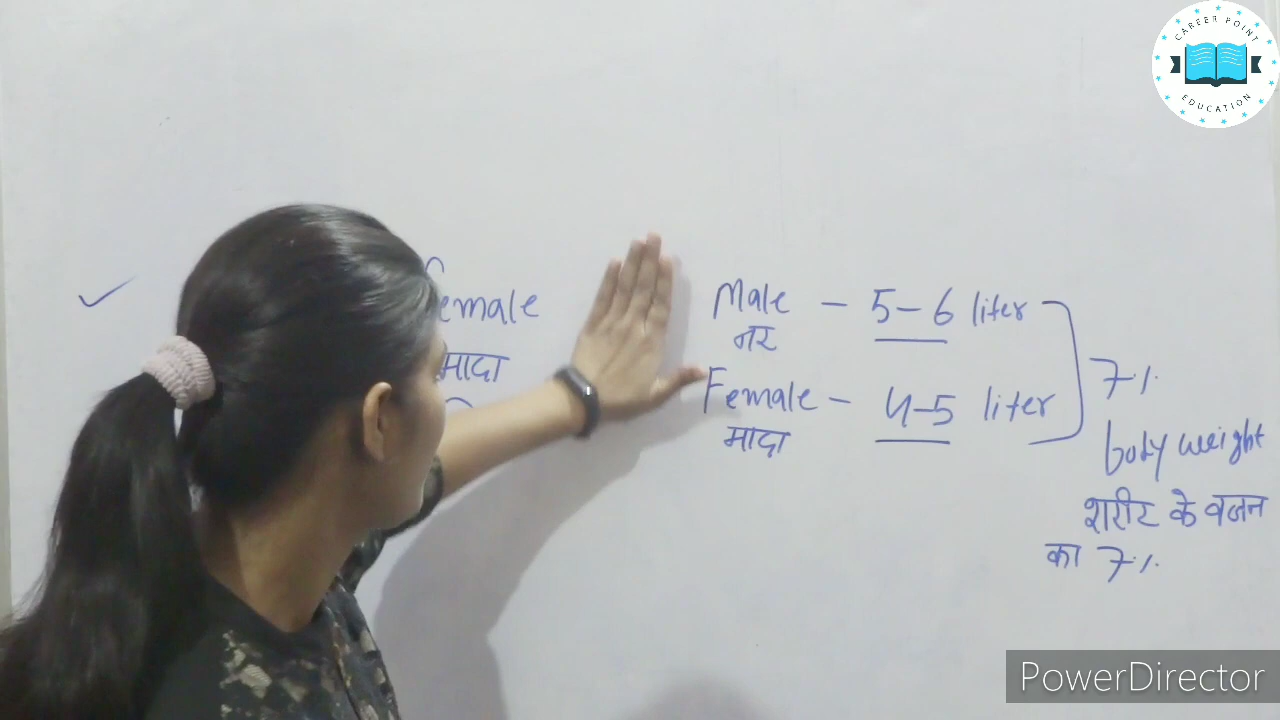 CAREER POINT
EDUCATION
Female
मादा
Male – 5–6 liter
नर
Female – 4–5 liter
मादा
7%
body weight
शरीर के वजन
का 7%
PowerDirector